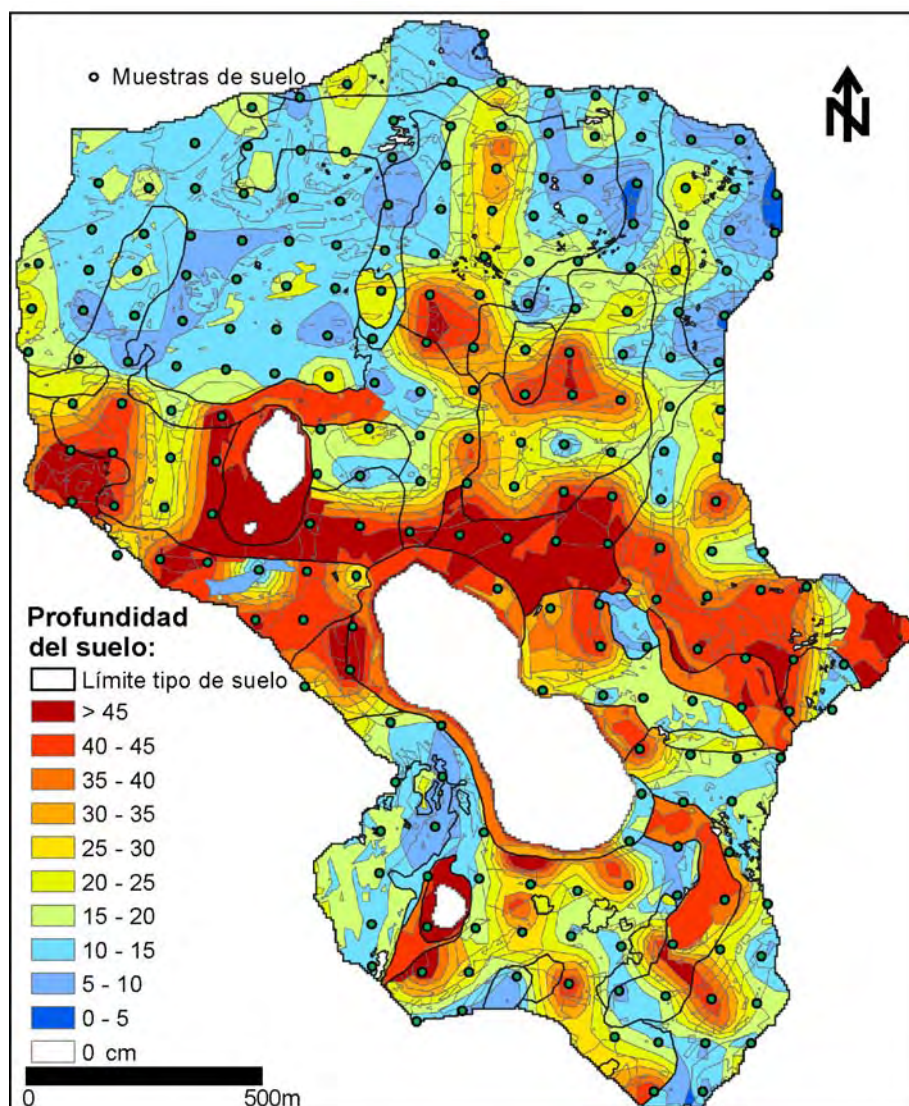 Muestras de suelo
N
Profundidad
del suelo:
Límite tipo de suelo
> 45
40 - 45
35 - 40
30 - 35
25 - 30
20 - 25
15 - 20
10 - 15
5 - 10
0 - 5
0 cm
0 500m